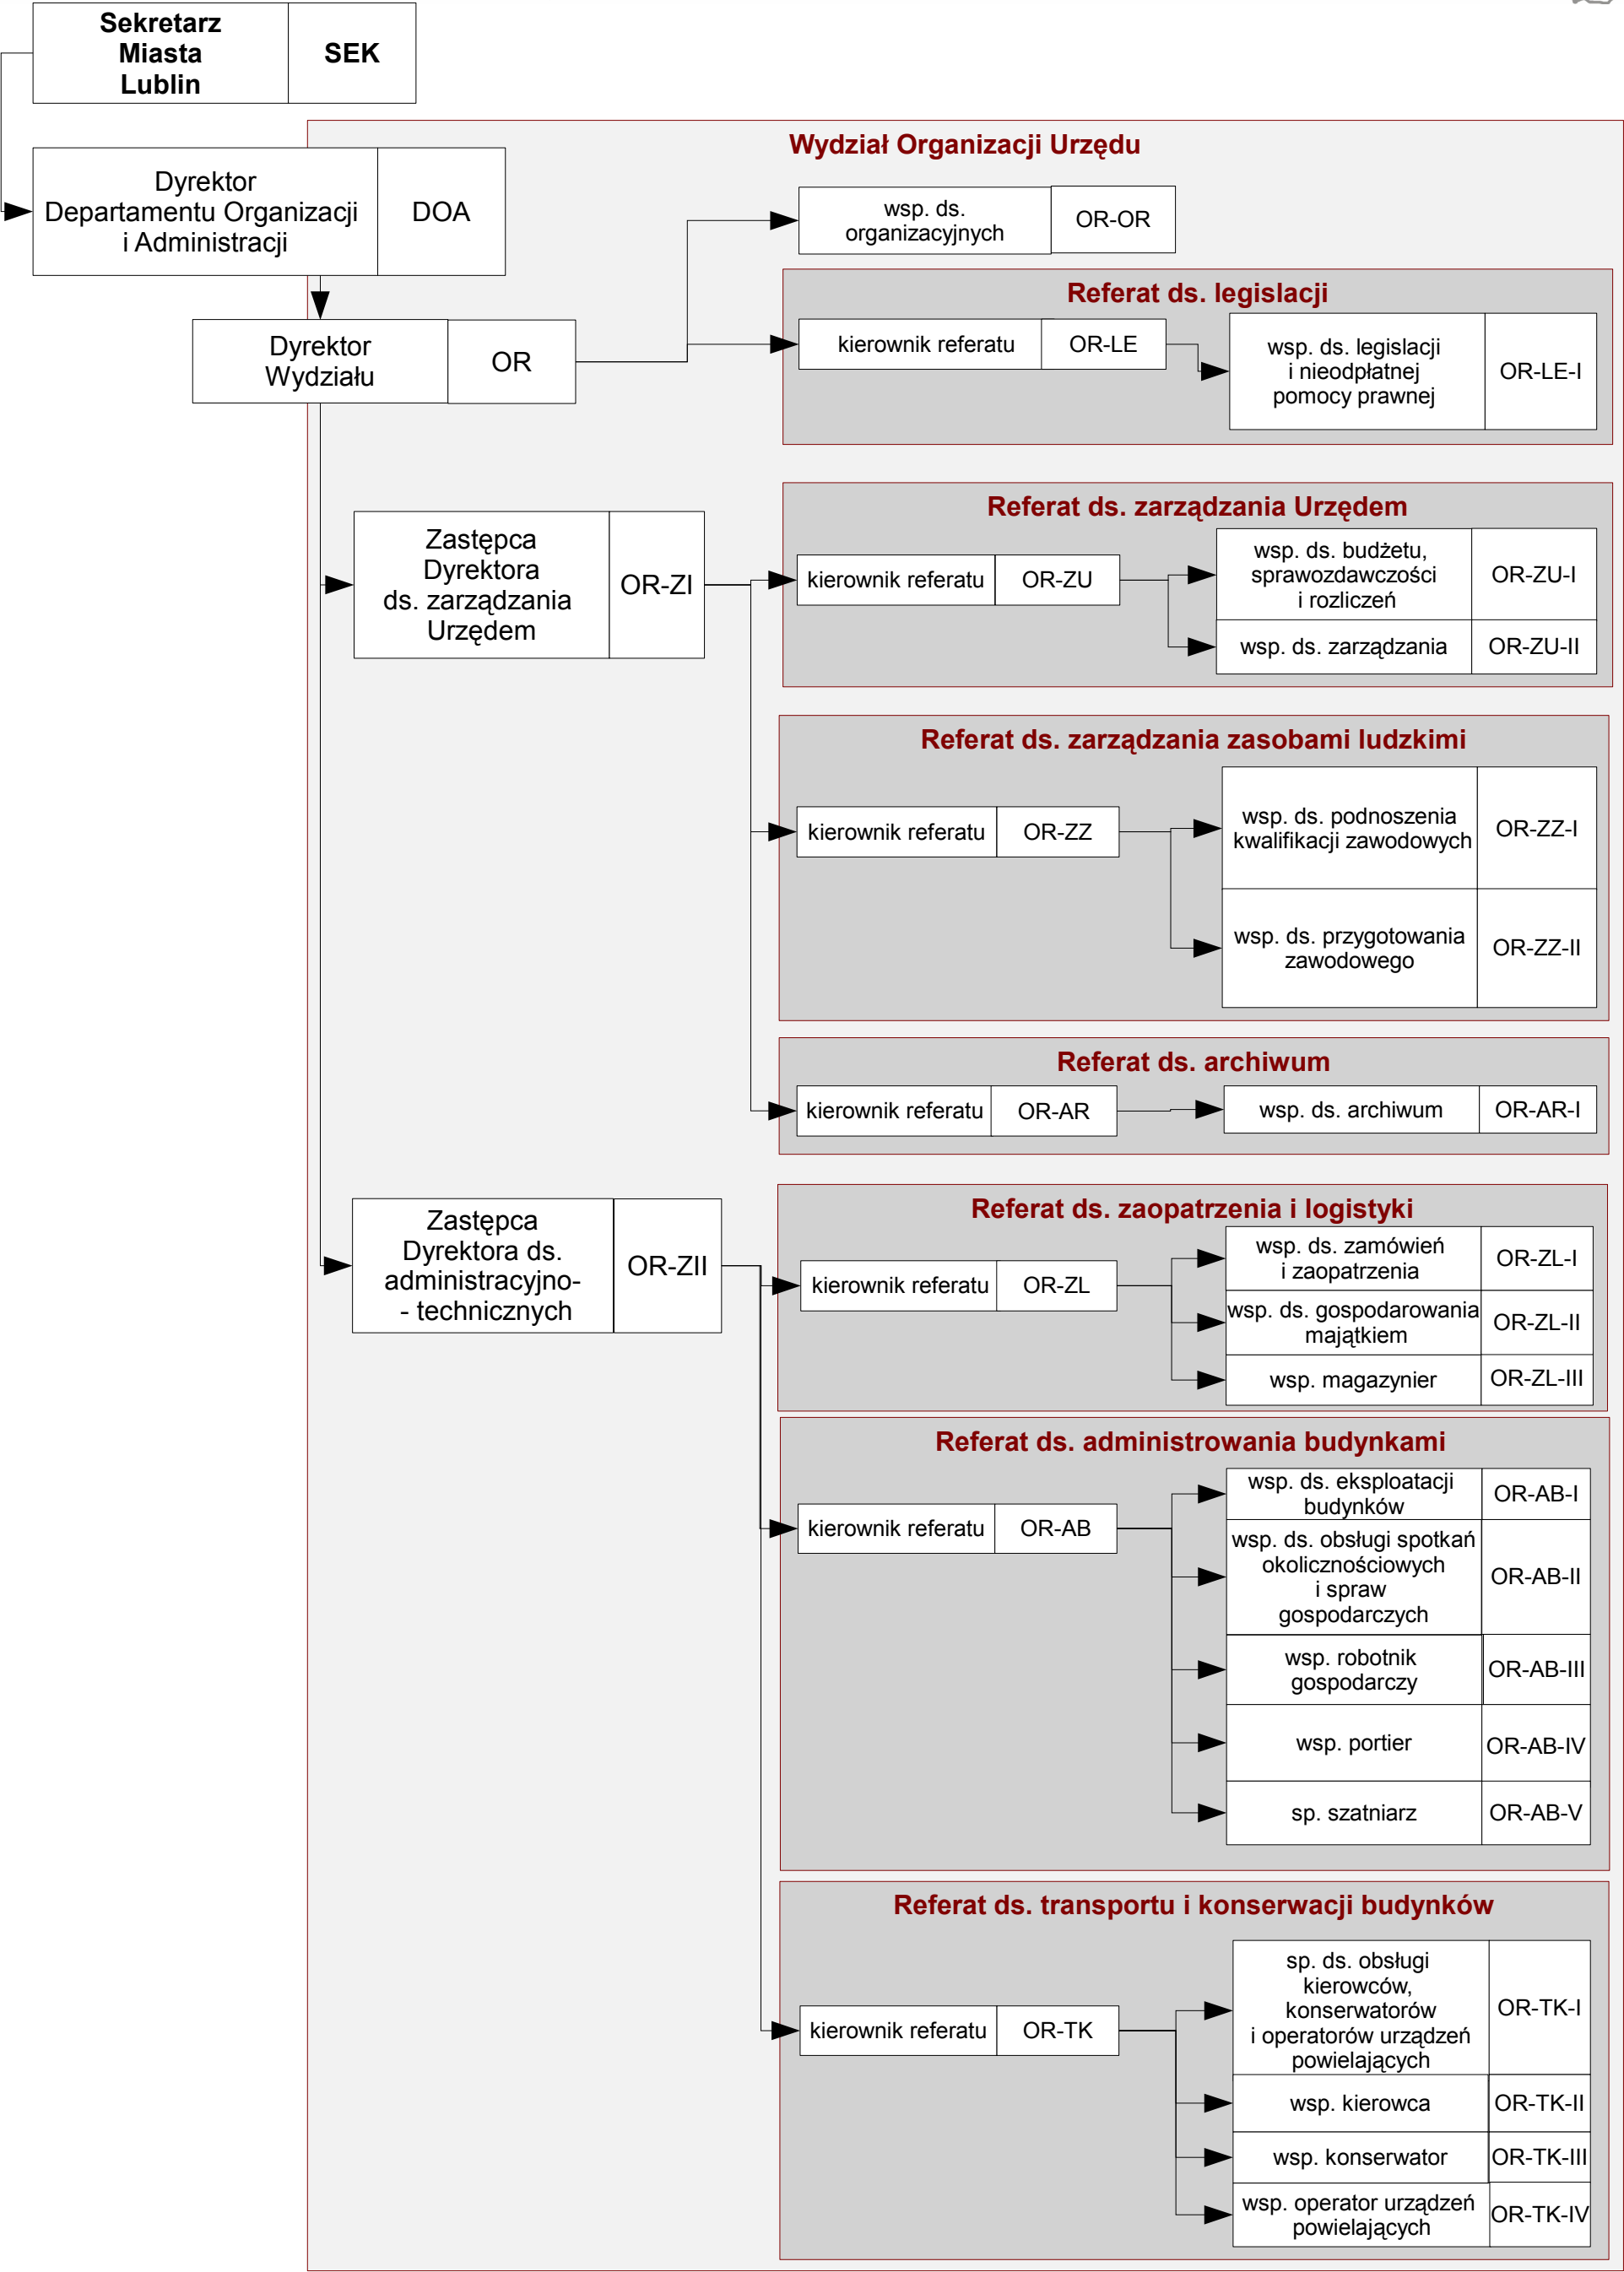 Sekretarz
Miasta
Lublin
SEK
Wydział Organizacji Urzędu
Dyrektor
Departamentu Organizacji
i Administracji
DOA
wsp. ds.
organizacyjnych
OR-OR
Dyrektor
Wydziału
OR
Referat ds. legislacji
kierownik referatu
OR-LE
wsp. ds. legislacji
i nieodpłatnej
pomocy prawnej
OR-LE-I
Zastępca
Dyrektora
ds. zarządzania
Urzędem
OR-ZI
Referat ds. zarządzania Urzędem
kierownik referatu
OR-ZU
wsp. ds. budżetu,
sprawozdawczości
i rozliczeń
OR-ZU-I
wsp. ds. zarządzania
OR-ZU-II
Referat ds. zarządzania zasobami ludzkimi
kierownik referatu
OR-ZZ
wsp. ds. podnoszenia
kwalifikacji zawodowych
OR-ZZ-I
wsp. ds. przygotowania
zawodowego
OR-ZZ-II
Referat ds. archiwum
kierownik referatu
OR-AR
wsp. ds. archiwum
OR-AR-I
Zastępca
Dyrektora ds.
administracyjno-
- technicznych
OR-ZII
Referat ds. zaopatrzenia i logistyki
kierownik referatu
OR-ZL
wsp. ds. zamówień
i zaopatrzenia
OR-ZL-I
wsp. ds. gospodarowania
majątkiem
OR-ZL-II
wsp. magazynier
OR-ZL-III
Referat ds. administrowania budynkami
kierownik referatu
OR-AB
wsp. ds. eksploatacji
budynków
OR-AB-I
wsp. ds. obsługi spotkań
okolicznościowych
i spraw
gospodarczych
OR-AB-II
wsp. robotnik
gospodarczy
OR-AB-III
wsp. portier
OR-AB-IV
sp. szatniarz
OR-AB-V
Referat ds. transportu i konserwacji budynków
kierownik referatu
OR-TK
sp. ds. obsługi
kierowców,
konserwatorów
i operatorów urządzeń
powielających
OR-TK-I
wsp. kierowca
OR-TK-II
wsp. konserwator
OR-TK-III
wsp. operator urządzeń
powielających
OR-TK-IV